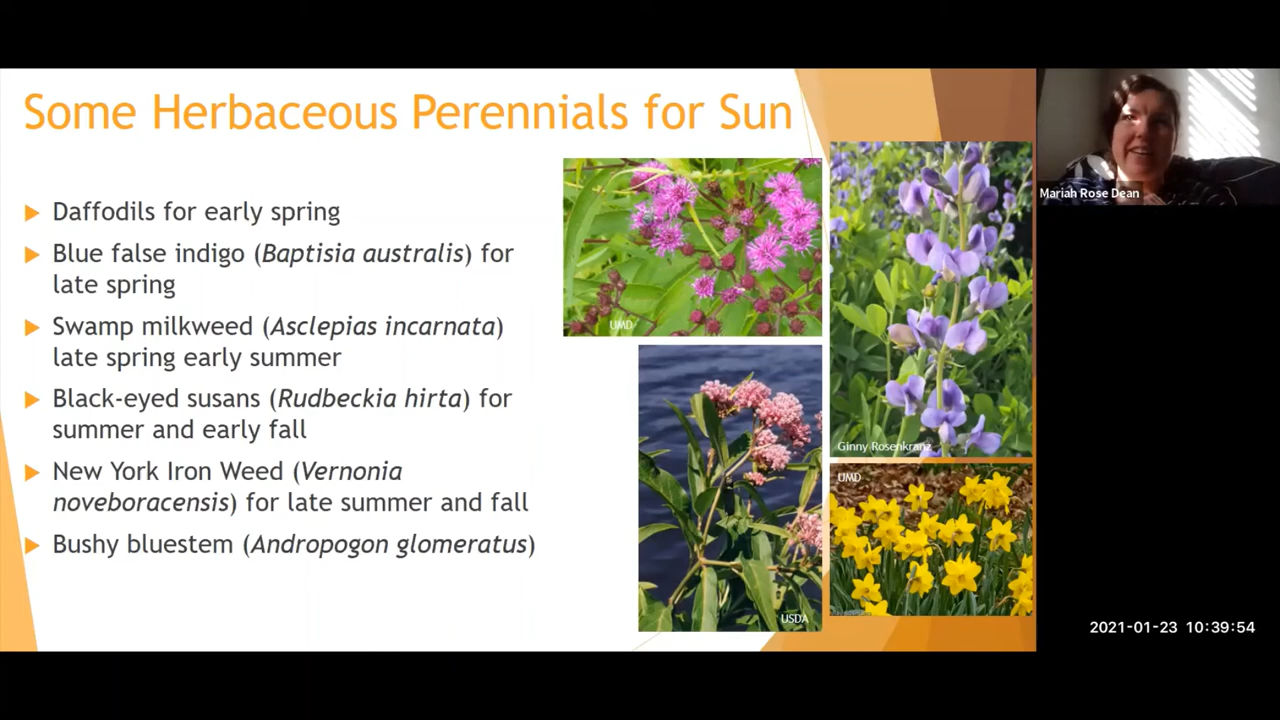 Some Herbaceous Perennials for Sun
Daffodils for early spring
Blue false indigo (Baptisia australis) for
late spring
Swamp milkweed (Asclepias incarnata)
late spring early summer
Black-eyed susans (Rudbeckia hirta) for
summer and early fall
New York Iron Weed (Vernonia
noveboracensis) for late summer and fall
Bushy bluestem (Andropogon glomeratus)
UMD
USDA
Ginny Rosenkranz
UMD
Mariah Rose Dean
2021-01-23 10:39:54